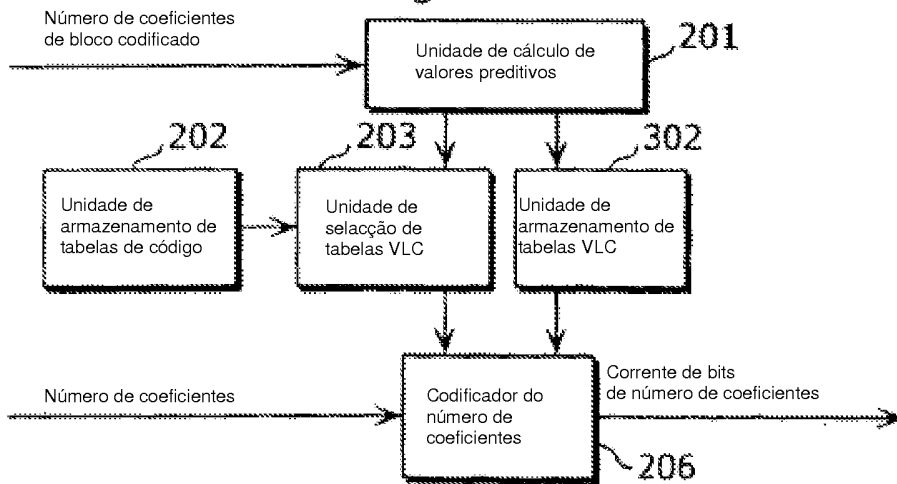 Número de coeficientes
de bloco codificado
Unidade de cálculo de
valores preditivos
201
202
203
302
Unidade de
armazenamento de
tabelas de código
Unidade de
selacção de
tabelas VLC
Unidade de
armazenamento de
tabelas VLC
Número de coeficientes
Codificador do
número de
coeficientes
Corrente de bits
de número de coeficientes
206